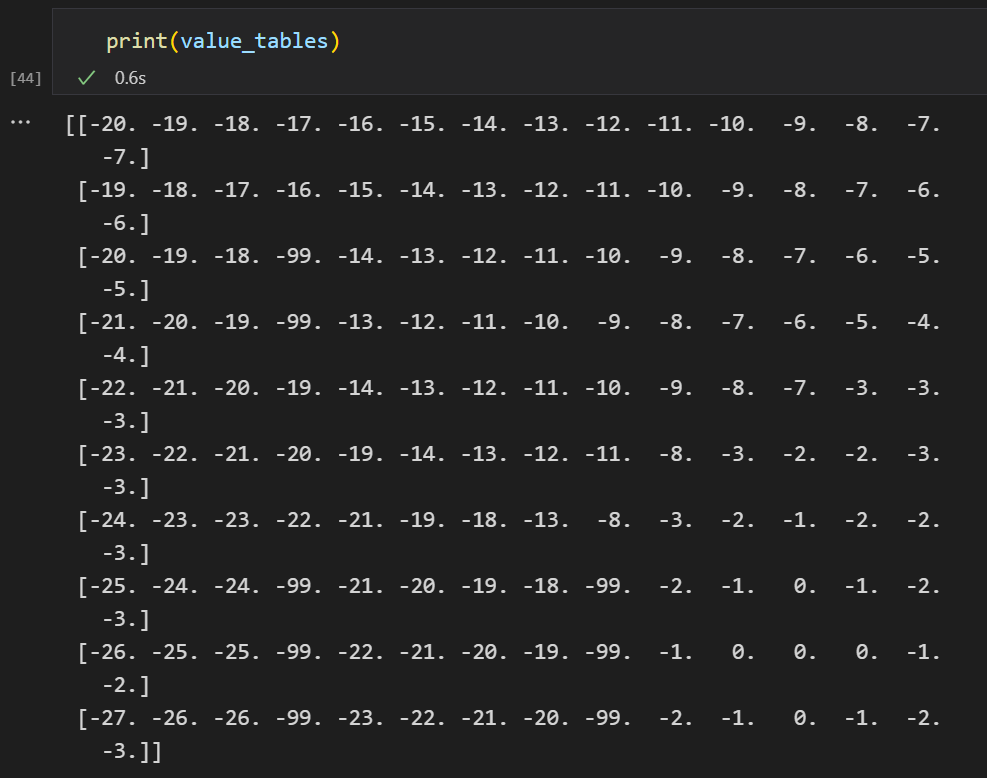 print(value_tables)
[44] ✓ 0.6s
... [[-20. -19. -18. -17. -16. -15. -14. -13. -12. -11. -10.  -9.  -8.  -7.
   -7.]
 [-19. -18. -17. -16. -15. -14. -13. -12. -11. -10.  -9.  -8.  -7.  -6.
   -6.]
 [-20. -19. -18. -99. -14. -13. -12. -11. -10.  -9.  -8.  -7.  -6.  -5.
   -5.]
 [-21. -20. -19. -99. -13. -12. -11. -10.  -9.  -8.  -7.  -6.  -5.  -4.
   -4.]
 [-22. -21. -20. -19. -14. -13. -12. -11. -10.  -9.  -8.  -7.  -3.  -3.
   -3.]
 [-23. -22. -21. -20. -19. -14. -13. -12. -11.  -8.  -3.  -2.  -2.  -3.
   -3.]
 [-24. -23. -23. -22. -21. -19. -18. -13.  -8.  -3.  -2.  -1.  -2.  -2.
   -3.]
 [-25. -24. -24. -99. -21. -20. -19. -18. -99.  -2.  -1.   0.  -1.  -2.
   -3.]
 [-26. -25. -25. -99. -22. -21. -20. -19. -99.  -1.   0.   0.   0.  -1.
   -2.]
 [-27. -26. -26. -99. -23. -22. -21. -20. -99.  -2.  -1.   0.  -1.  -2.
   -3.]]